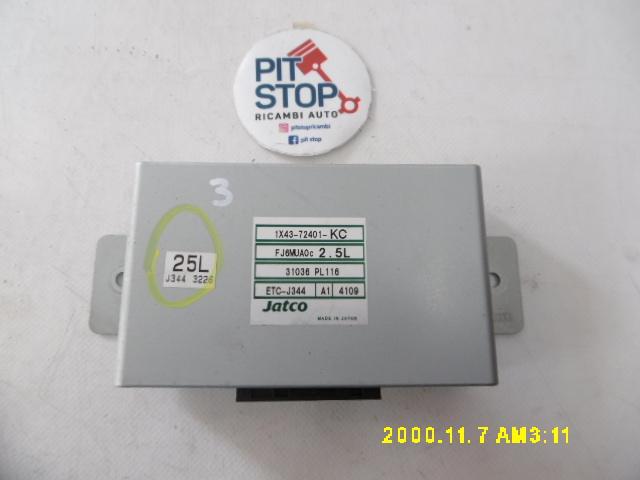 PIT
STOP
RICAMBI AUTO
pitstopricambi
pit stop
3
25L
J344 3226
1X43-72401-KC
FJ6MUA0c 2.5L
31036 PL116
ETC-J344 A1 4109
Jatco
MADE IN JAPAN
2000.11.7 AM3:11